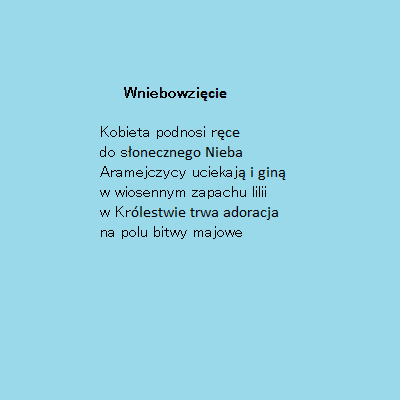 Wniebowzięcie
Kobieta podnosi ręce
do słonecznego Nieba
Aramejczycy uciekają i giną
w wiosennym zapachu lilii
w Królestwie trwa adoracja
na polu bitwy majowe